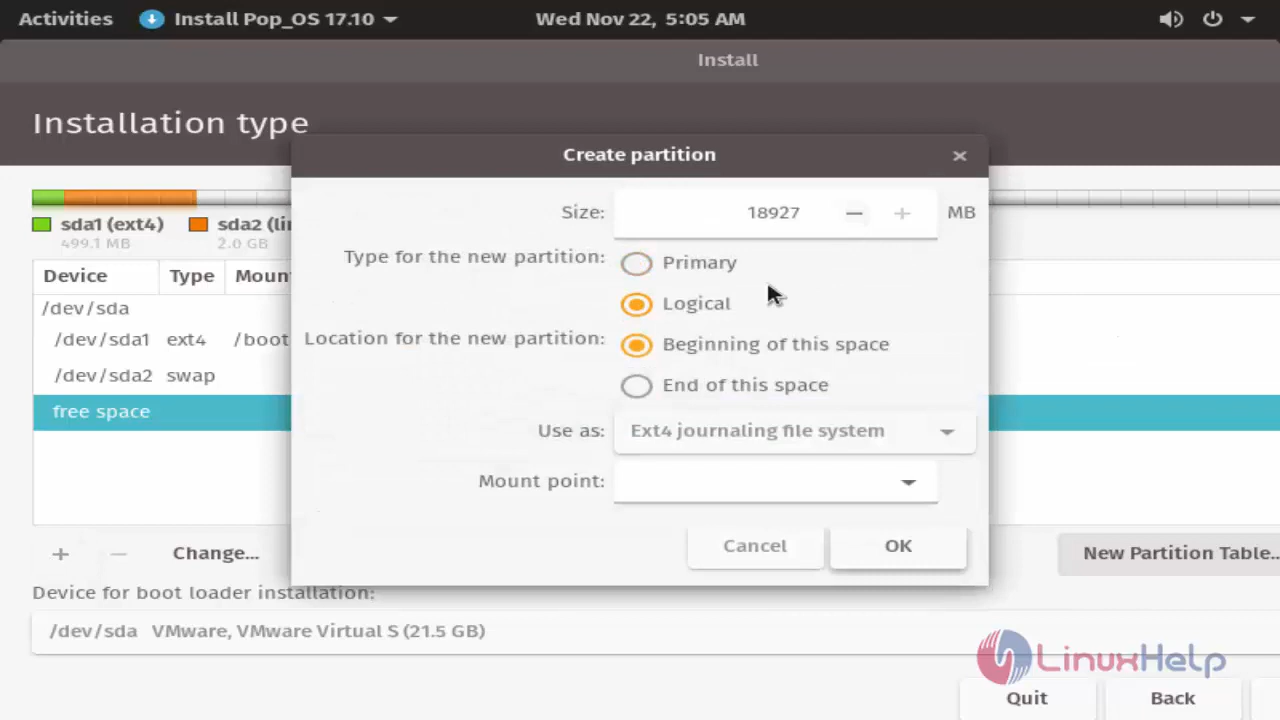 Activities Install Pop_OS 17.10 Wed Nov 22, 5:05 AM
Install
Installation type
Create partition
Size: 18927 MB
Type for the new partition: Primary
Logical
Location for the new partition: Beginning of this space
End of this space
Use as: Ext4 journaling file system
Mount point:
Cancel OK
sda1 (ext4) sda2 (lin
499.1 MB 2.0 GB
Device Type Moun
/dev/sda
/dev/sda1 ext4 /boot
/dev/sda2 swap
free space
+ − Change... New Partition Table..
Device for boot loader installation:
/dev/sda VMware, VMware Virtual S (21.5 GB)
LinuxHelp
Quit Back